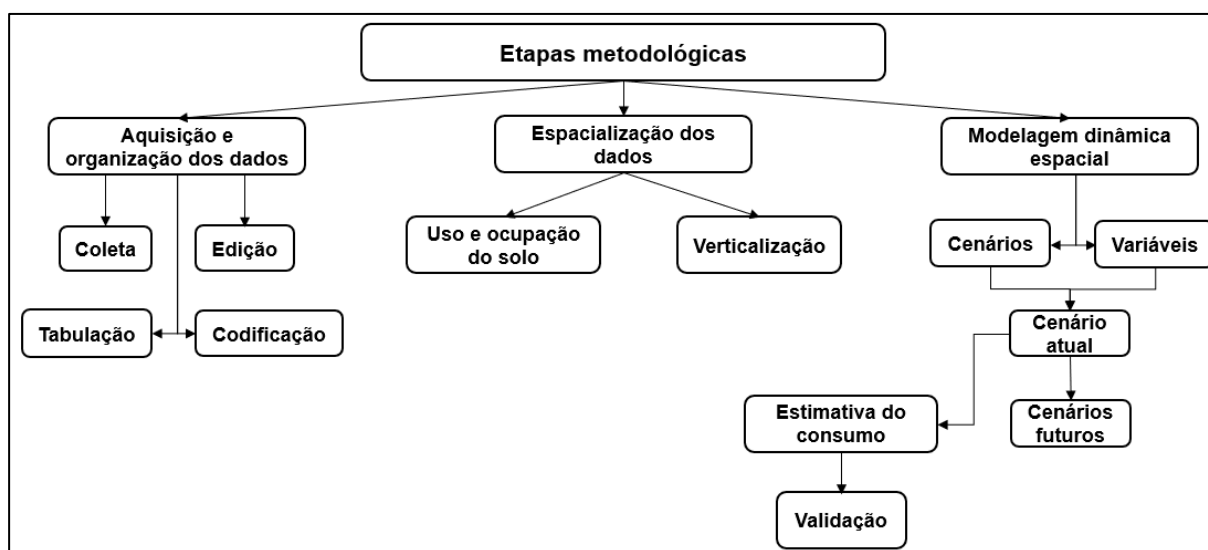 Etapas metodológicas
Aquisição e
organização dos dados
Espacialização dos
dados
Modelagem dinâmica
espacial
Coleta
Edição
Uso e ocupação
do solo
Verticalização
Cenários
Variáveis
Tabulação
Codificação
Cenário
atual
Estimativa do
consumo
Cenários
futuros
Validação